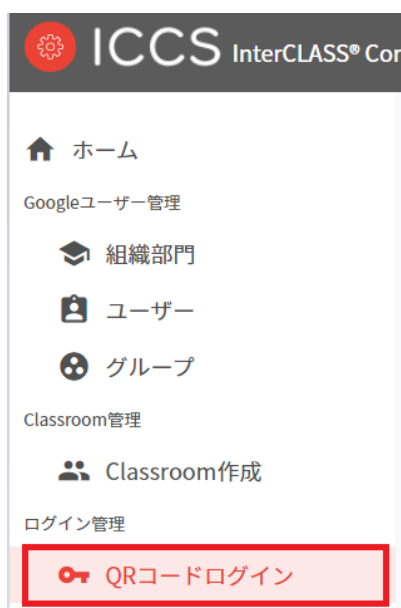 ICCS InterCLASS® Cor
ホーム
Googleユーザー管理
組織部門
ユーザー
グループ
Classroom管理
Classroom作成
ログイン管理
QRコードログイン